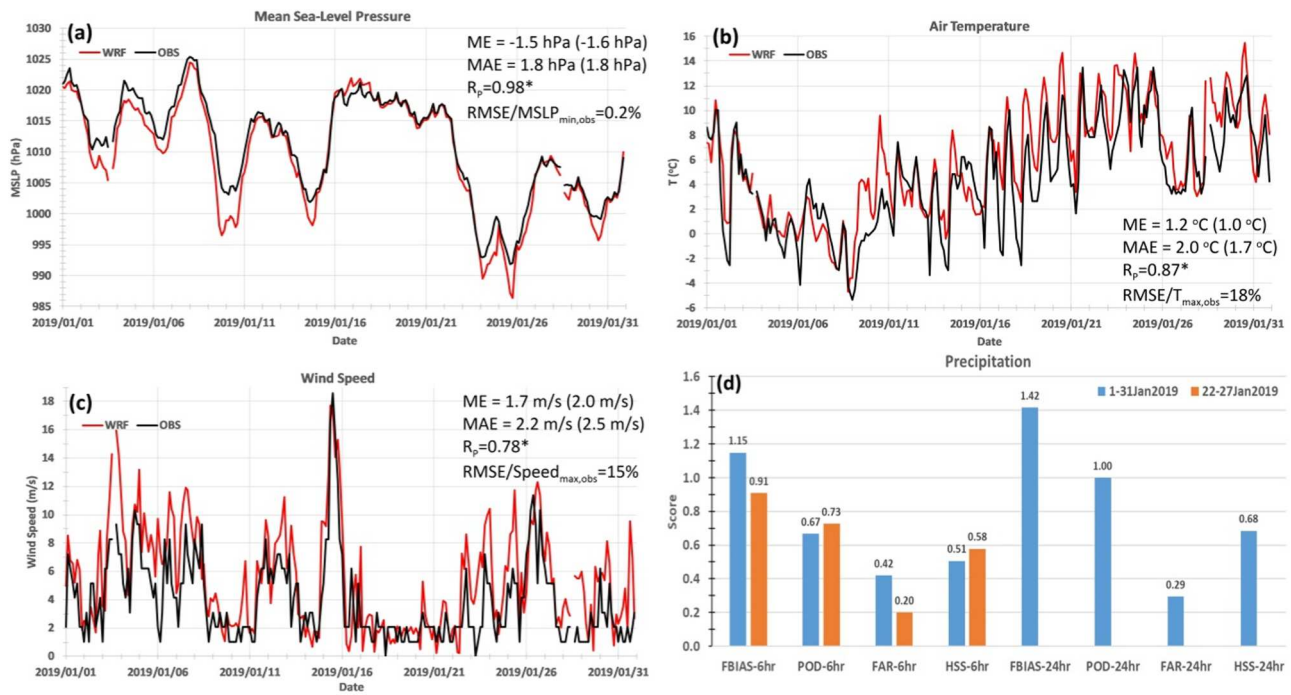 (a)
Mean Sea-Level Pressure
WRF OBS
ME = -1.5 hPa (-1.6 hPa)
MAE = 1.8 hPa (1.8 hPa)
Rₚ=0.98*
RMSE/MSLPmin,obs=0.2%
MSLP (hPa)
1030
1025
1020
1015
1010
1005
1000
995
990
985
2019/01/01 2019/01/06 2019/01/11 2019/01/16 2019/01/21 2019/01/26 2019/01/31
Date
(b)
Air Temperature
WRF OBS
ME = 1.2 °C (1.0 °C)
MAE = 2.0 °C (1.7 °C)
Rₚ=0.87*
RMSE/Tmax,obs=18%
T (°C)
16
14
12
10
8
6
4
2
0
-2
-4
-6
2019/01/01 2019/01/06 2019/01/11 2019/01/16 2019/01/21 2019/01/26 2019/01/31
Date
(c)
Wind Speed
WRF OBS
ME = 1.7 m/s (2.0 m/s)
MAE = 2.2 m/s (2.5 m/s)
Rₚ=0.78*
RMSE/Speedmax,obs=15%
Wind Speed (m/s)
18
16
14
12
10
8
6
4
2
0
2019/01/01 2019/01/06 2019/01/11 2019/01/16 2019/01/21 2019/01/26 2019/01/31
Date
(d)
Precipitation
1-31Jan2019 22-27Jan2019
Score
1.6
1.4
1.2
1.0
0.8
0.6
0.4
0.2
0.0
1.15 0.91 0.67 0.73 0.42 0.20 0.51 0.58 1.42 1.00 0.29 0.68
FBIAS-6hr POD-6hr FAR-6hr HSS-6hr FBIAS-24hr POD-24hr FAR-24hr HSS-24hr